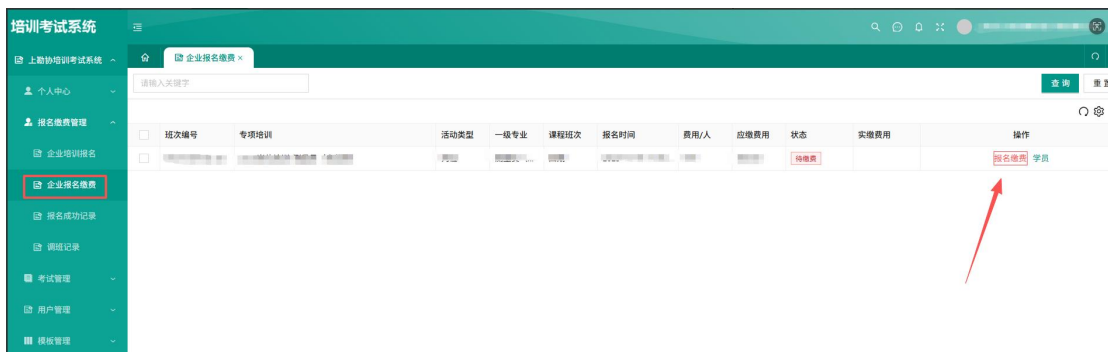 培训考试系统
上勘协培训考试系统
企业报名缴费 ×
个人中心
请输入关键字
查 询
报名缴费管理
班次编号 专项培训 活动类型 一级专业 课程班次 报名时间 费用/人 应缴费用 状态 实缴费用 操作
企业培训报名
待缴费 报名缴费 学员
企业报名缴费
报名成功记录
调班记录
考试管理
用户管理
模板管理